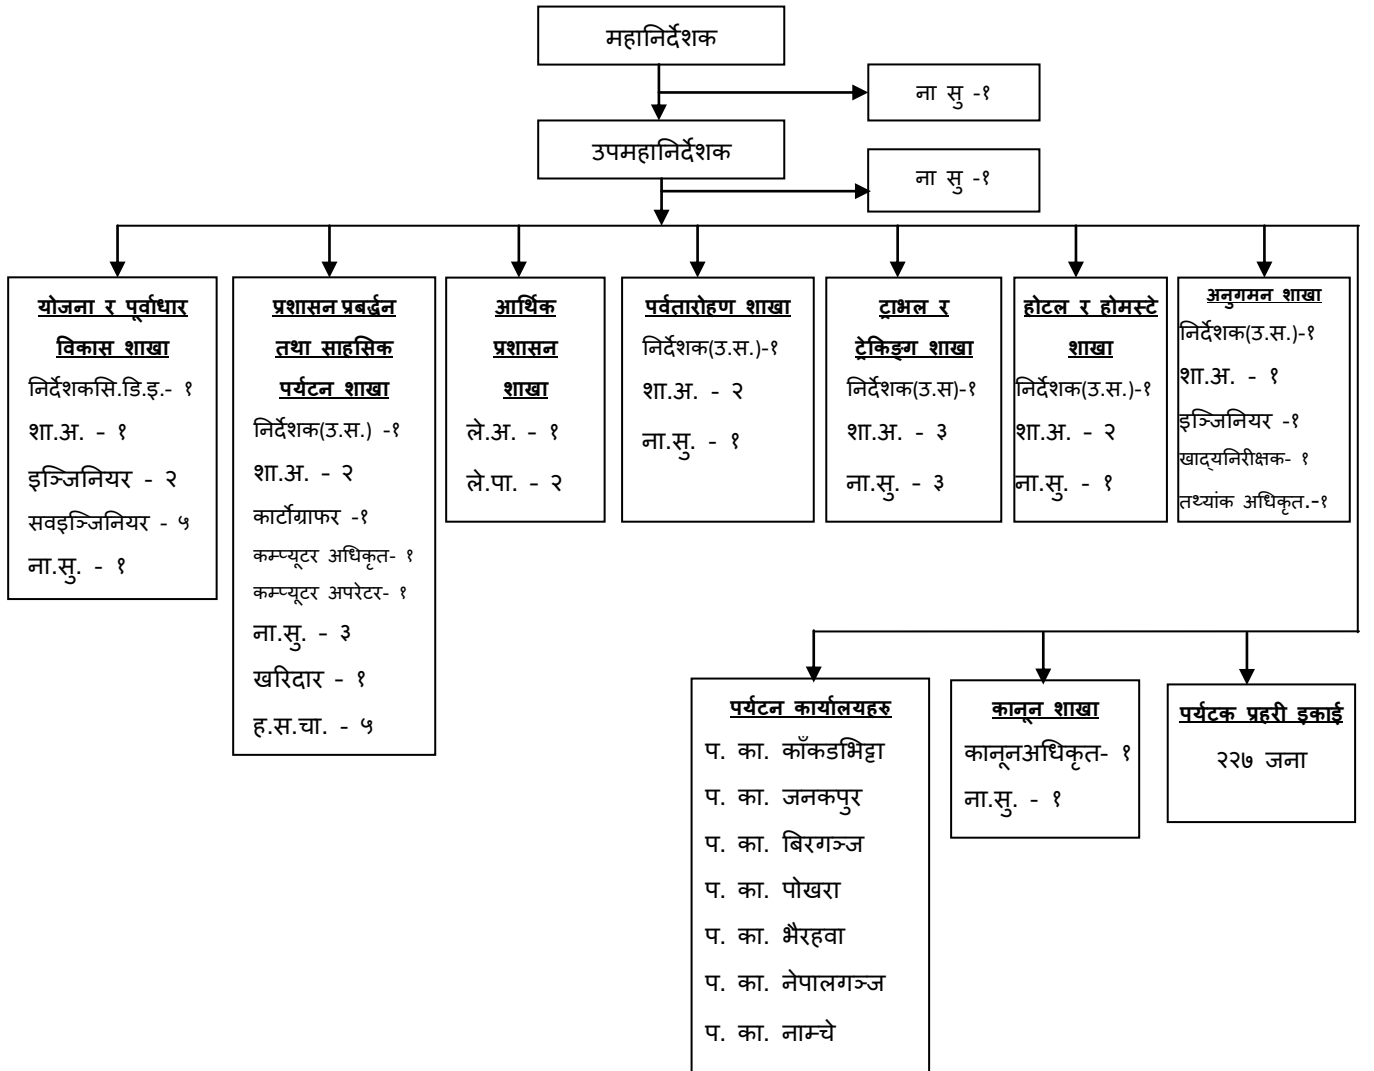 महानिर्देशक
ना सु -१
उपमहानिर्देशक
ना सु -१
योजना र पूर्वाधार
विकास शाखा
निर्देशकसि.डि.इ.- १
शा.अ. - १
इञ्जिनियर - २
सवइञ्जिनियर - ५
ना.सु. - १
प्रशासन प्रबर्द्धन
तथा साहसिक
पर्यटन शाखा
निर्देशक(उ.स.) -१
शा.अ. - २
कार्टोग्राफर -१
कम्प्यूटर अधिकृत- १
कम्प्यूटर अपरेटर- १
ना.सु. - ३
खरिदार - १
ह.स.चा. - ५
आर्थिक
प्रशासन
शाखा
ले.अ. - १
ले.पा. - २
पर्वतारोहण शाखा
निर्देशक(उ.स.)-१
शा.अ. - २
ना.सु. - १
ट्राभल र
ट्रेकिङ्ग शाखा
निर्देशक(उ.स)-१
शा.अ. - ३
ना.सु. - ३
होटल र होमस्टे
शाखा
निर्देशक(उ.स.)-१
शा.अ. - २
ना.सु. - १
अनुगमन शाखा
निर्देशक(उ.स.)-१
शा.अ. - १
इञ्जिनियर -१
खाद्यनिरीक्षक- १
तथ्यांक अधिकृत.-१
पर्यटन कार्यालयहरु
प. का. काँकडभिट्टा
प. का. जनकपुर
प. का. बिरगञ्ज
प. का. पोखरा
प. का. भैरहवा
प. का. नेपालगञ्ज
प. का. नाम्चे
कानून शाखा
कानूनअधिकृत- १
ना.सु. - १
पर्यटक प्रहरी इकाई
२२७ जना